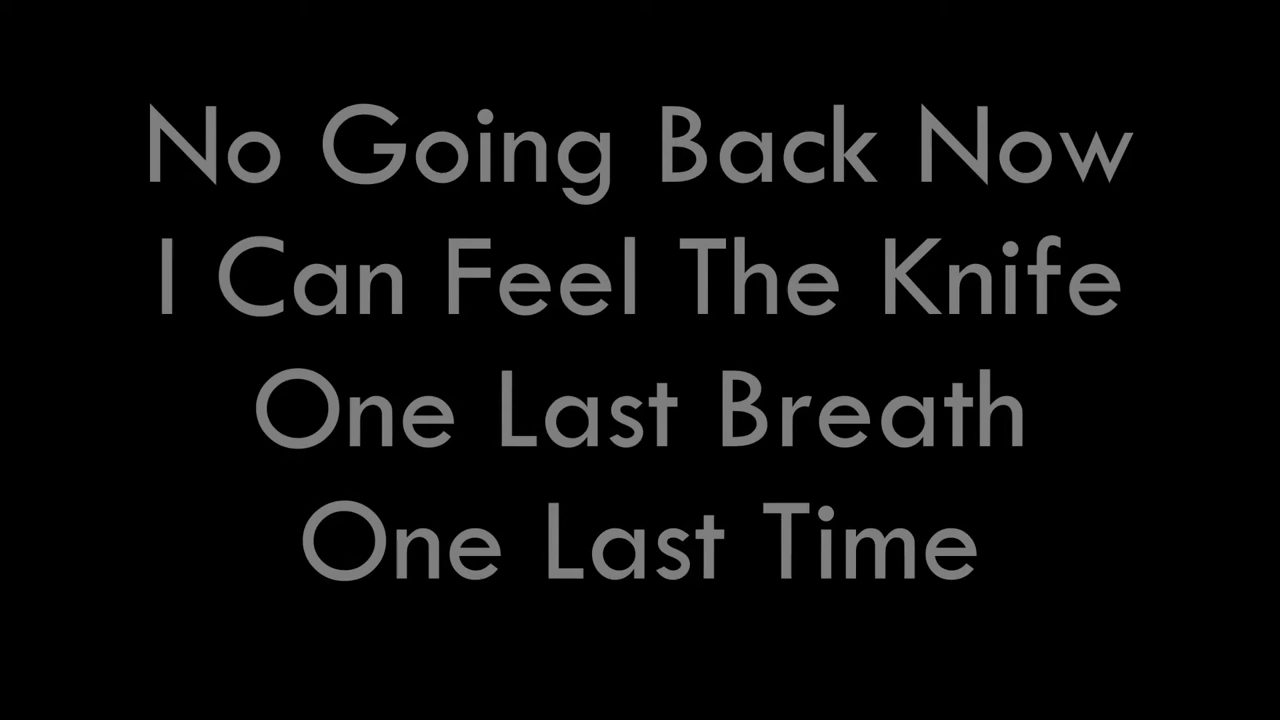 No Going Back Now
I Can Feel The Knife
One Last Breath
One Last Time